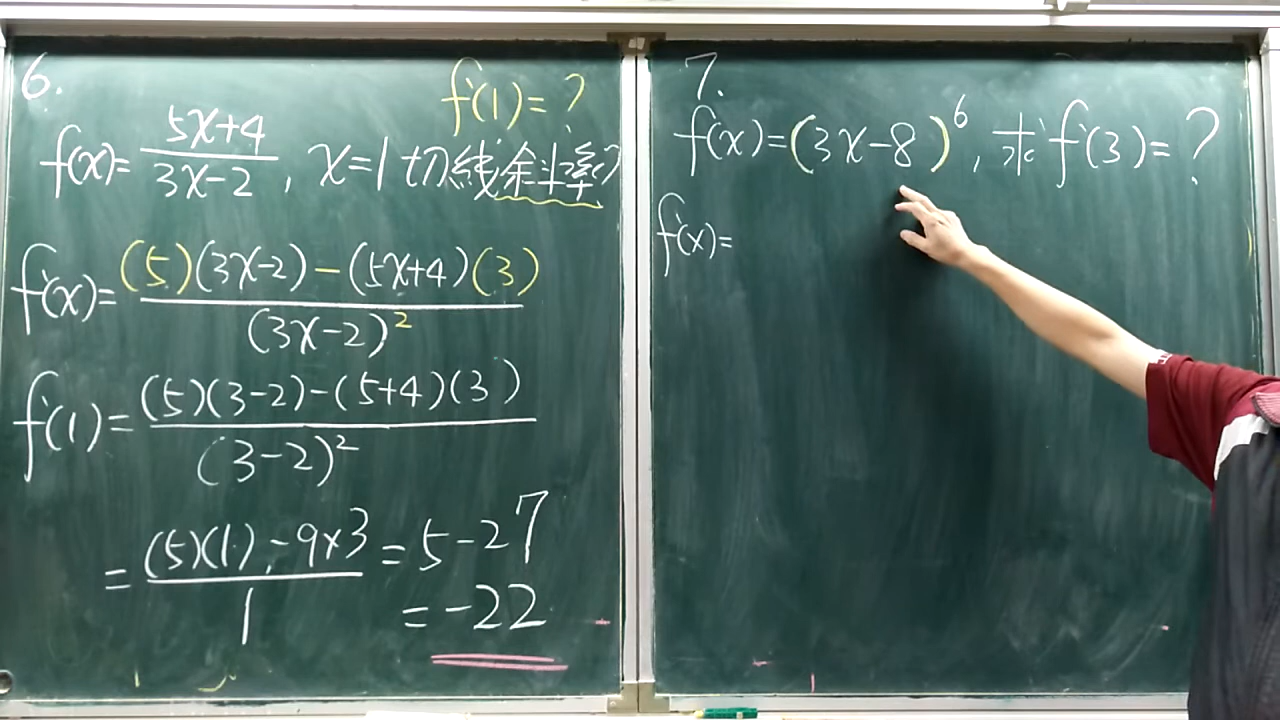 6.
f'(1)=?
f(x)=(5x+4)/(3x-2), x=1切線斜率?
f'(x)=((5)(3x-2)-(5x+4)(3))/(3x-2)²
f'(1)=((5)(3-2)-(5+4)(3))/(3-2)²
=((5)(1)-9x3)/1=5-27
=-22
7.
f(x)=(3x-8)⁶, 求f'(3)=?
f'(x)=